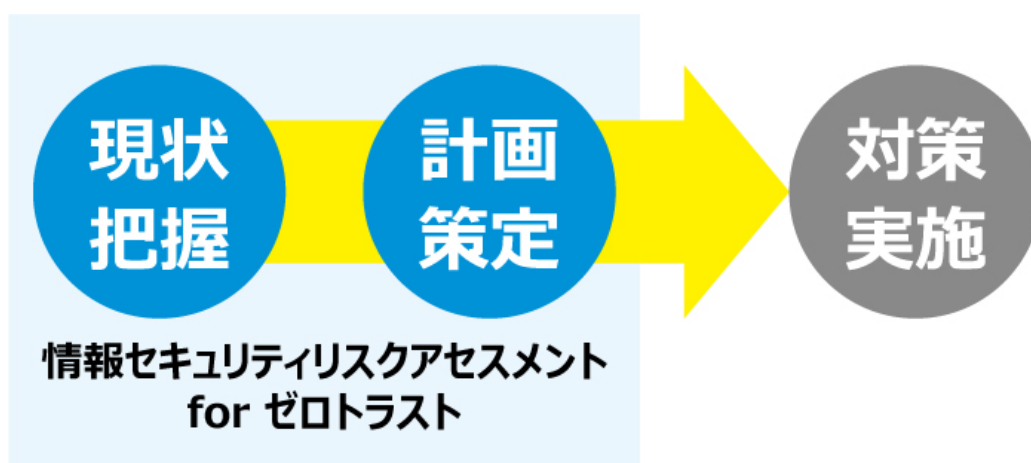 現状
把握
計画
策定
対策
実施
情報セキュリティリスクアセスメント
for ゼロトラスト